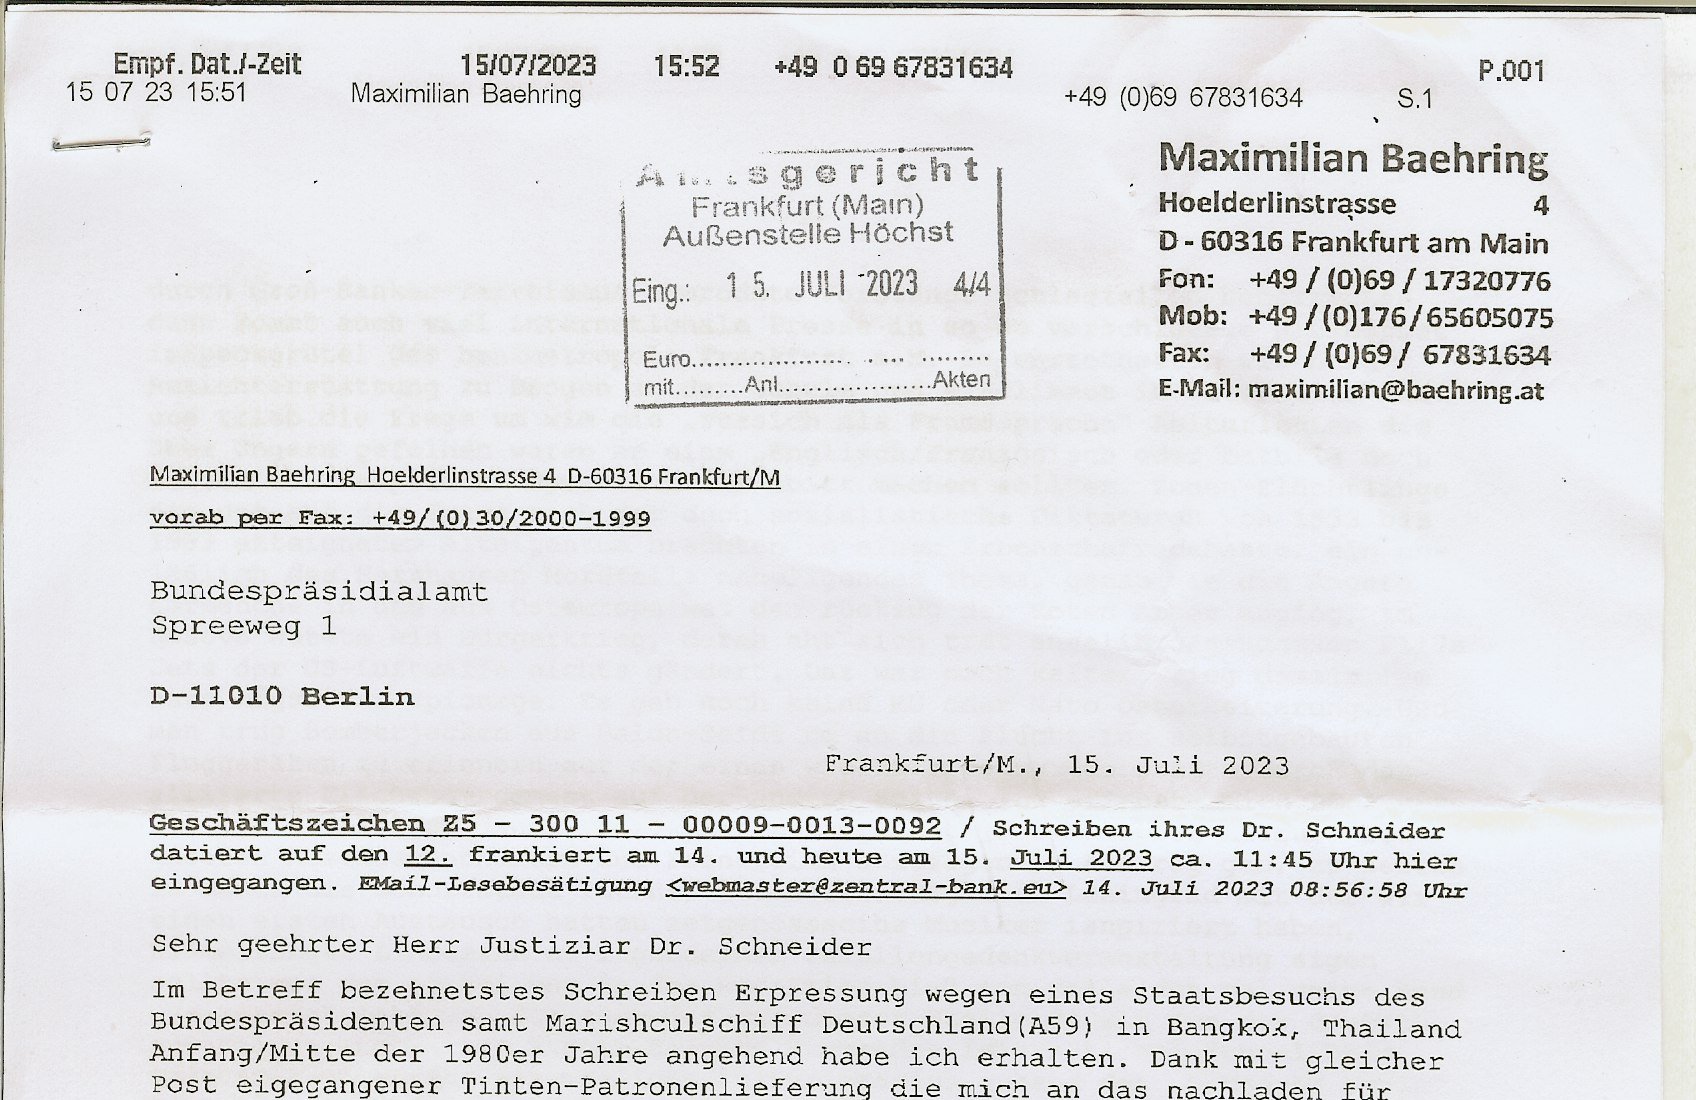 Empf. Dat./-Zeit 15/07/2023 15:52 +49 0 69 67831634 P.001
15 07 23 15:51 Maximilian Baehring +49 (0)69 67831634 S.1
Maximilian Baehring
Hoelderlinstrasse 4
D - 60316 Frankfurt am Main
Fon: +49 / (0)69 / 17320776
Mob: +49 / (0)176/ 65605075
Fax: +49 / (0)69 / 67831634
E-Mail: maximilian@baehring.at
Amtsgericht
Frankfurt (Main)
Außenstelle Höchst
Eing.: 15. JULI 2023 4/4
Euro
mit.......Anl....................Akten
Maximilian Baehring Hoelderlinstrasse 4 D-60316 Frankfurt/M
vorab per Fax: +49/(0)30/2000-1999
Bundespräsidialamt
Spreeweg 1
D-11010 Berlin
Frankfurt/M., 15. Juli 2023
Geschäftszeichen Z5 - 300 11 - 00009-0013-0092 / Schreiben ihres Dr. Schneider
datiert auf den 12. frankiert am 14. und heute am 15. Juli 2023 ca. 11:45 Uhr hier
eingegangen. EMail-Lesebesätigung <webmaster@zentral-bank.eu> 14. Juli 2023 08:56:58 Uhr
Sehr geehrter Herr Justiziar Dr. Schneider
Im Betreff bezehnetstes Schreiben Erpressung wegen eines Staatsbesuchs des
Bundespräsidenten samt Marishculschiff Deutschland(A59) in Bangkok, Thailand
Anfang/Mitte der 1980er Jahre angehend habe ich erhalten. Dank mit gleicher
Post eigegangener Tinten-Patronenlieferung die mich an das nachladen für